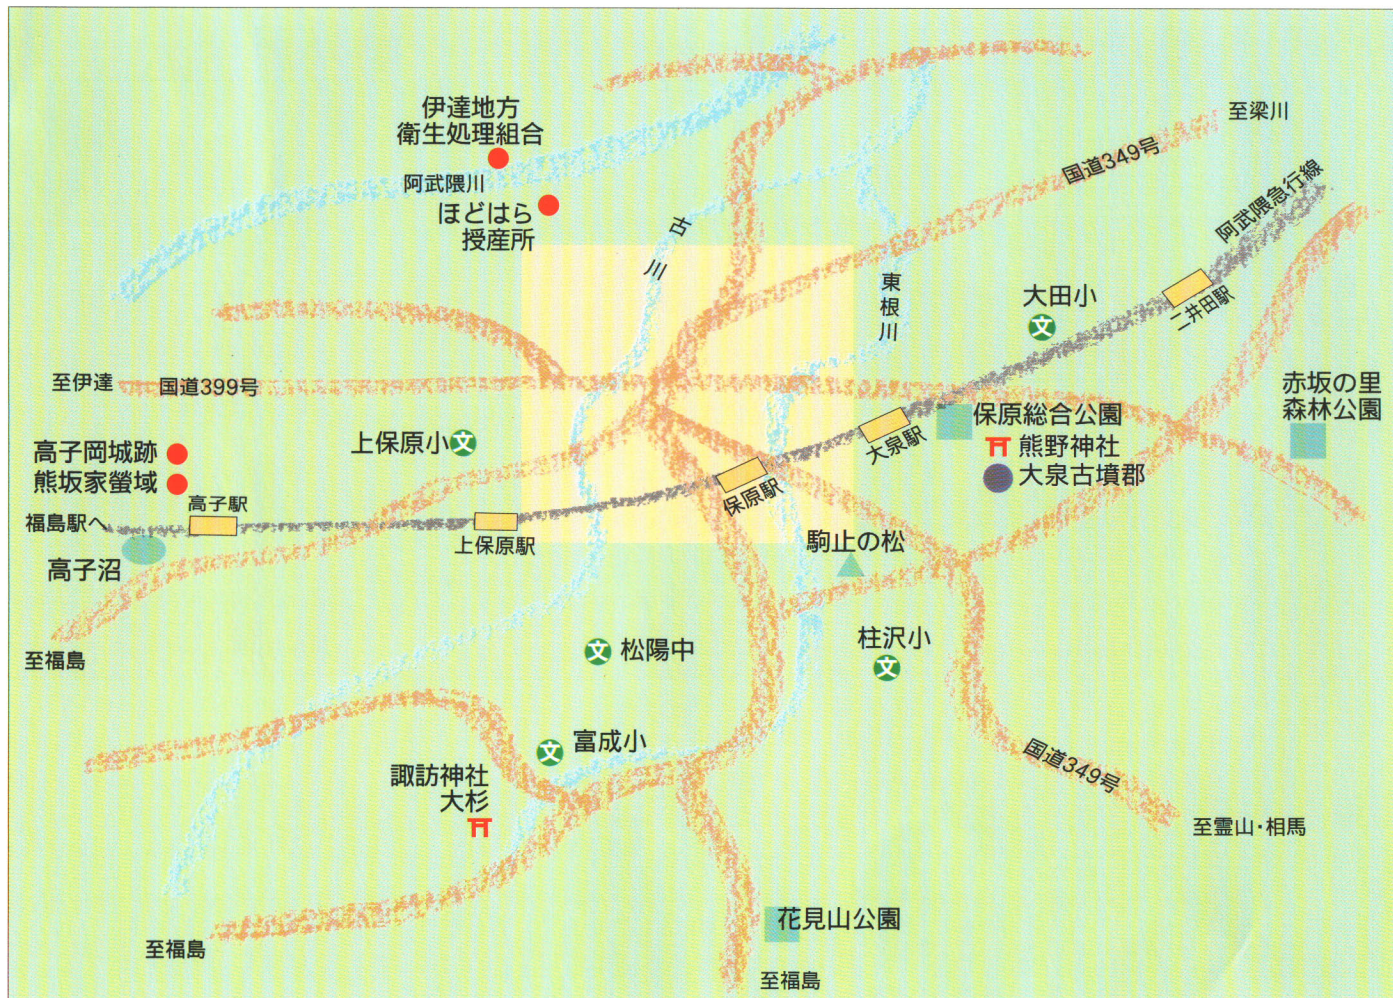 伊達地方
衛生処理組合
阿武隈川
ほどはら
授産所
至梁川
国道349号
阿武隈急行線
古川
東根川
大田小
文
二井田駅
至伊達
国道399号
赤坂の里
森林公園
保原総合公園
熊野神社
大泉古墳郡
大泉駅
上保原小
文
高子岡城跡
熊坂家螢域
福島駅へ
高子駅
上保原駅
保原駅
高子沼
駒止の松
至福島
文
松陽中
柱沢小
文
文
富成小
諏訪神社
大杉
国道349号
至霊山・相馬
至福島
花見山公園
至福島